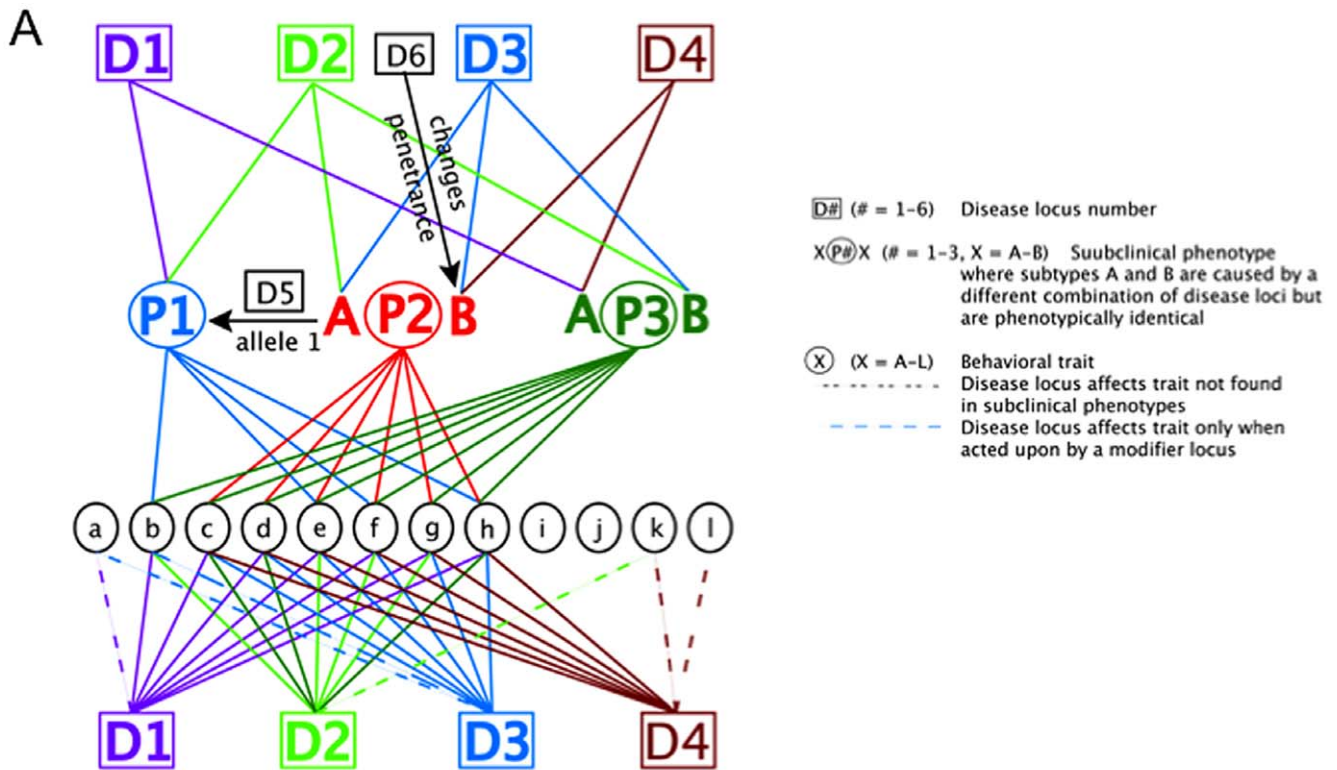 A
D1 D2 D6 D3 D4
changes
penetrance
D5
P1 A P2 B A P3 B
allele 1
a b c d e f g h i j k l
D1 D2 D3 D4
D# (# = 1-6) Disease locus number
X P# X (# = 1-3, X = A-B) Suubclinical phenotype
where subtypes A and B are caused by a
different combination of disease loci but
are phenotypically identical
X (X = A-L) Behavioral trait
Disease locus affects trait not found
in subclinical phenotypes
Disease locus affects trait only when
acted upon by a modifier locus